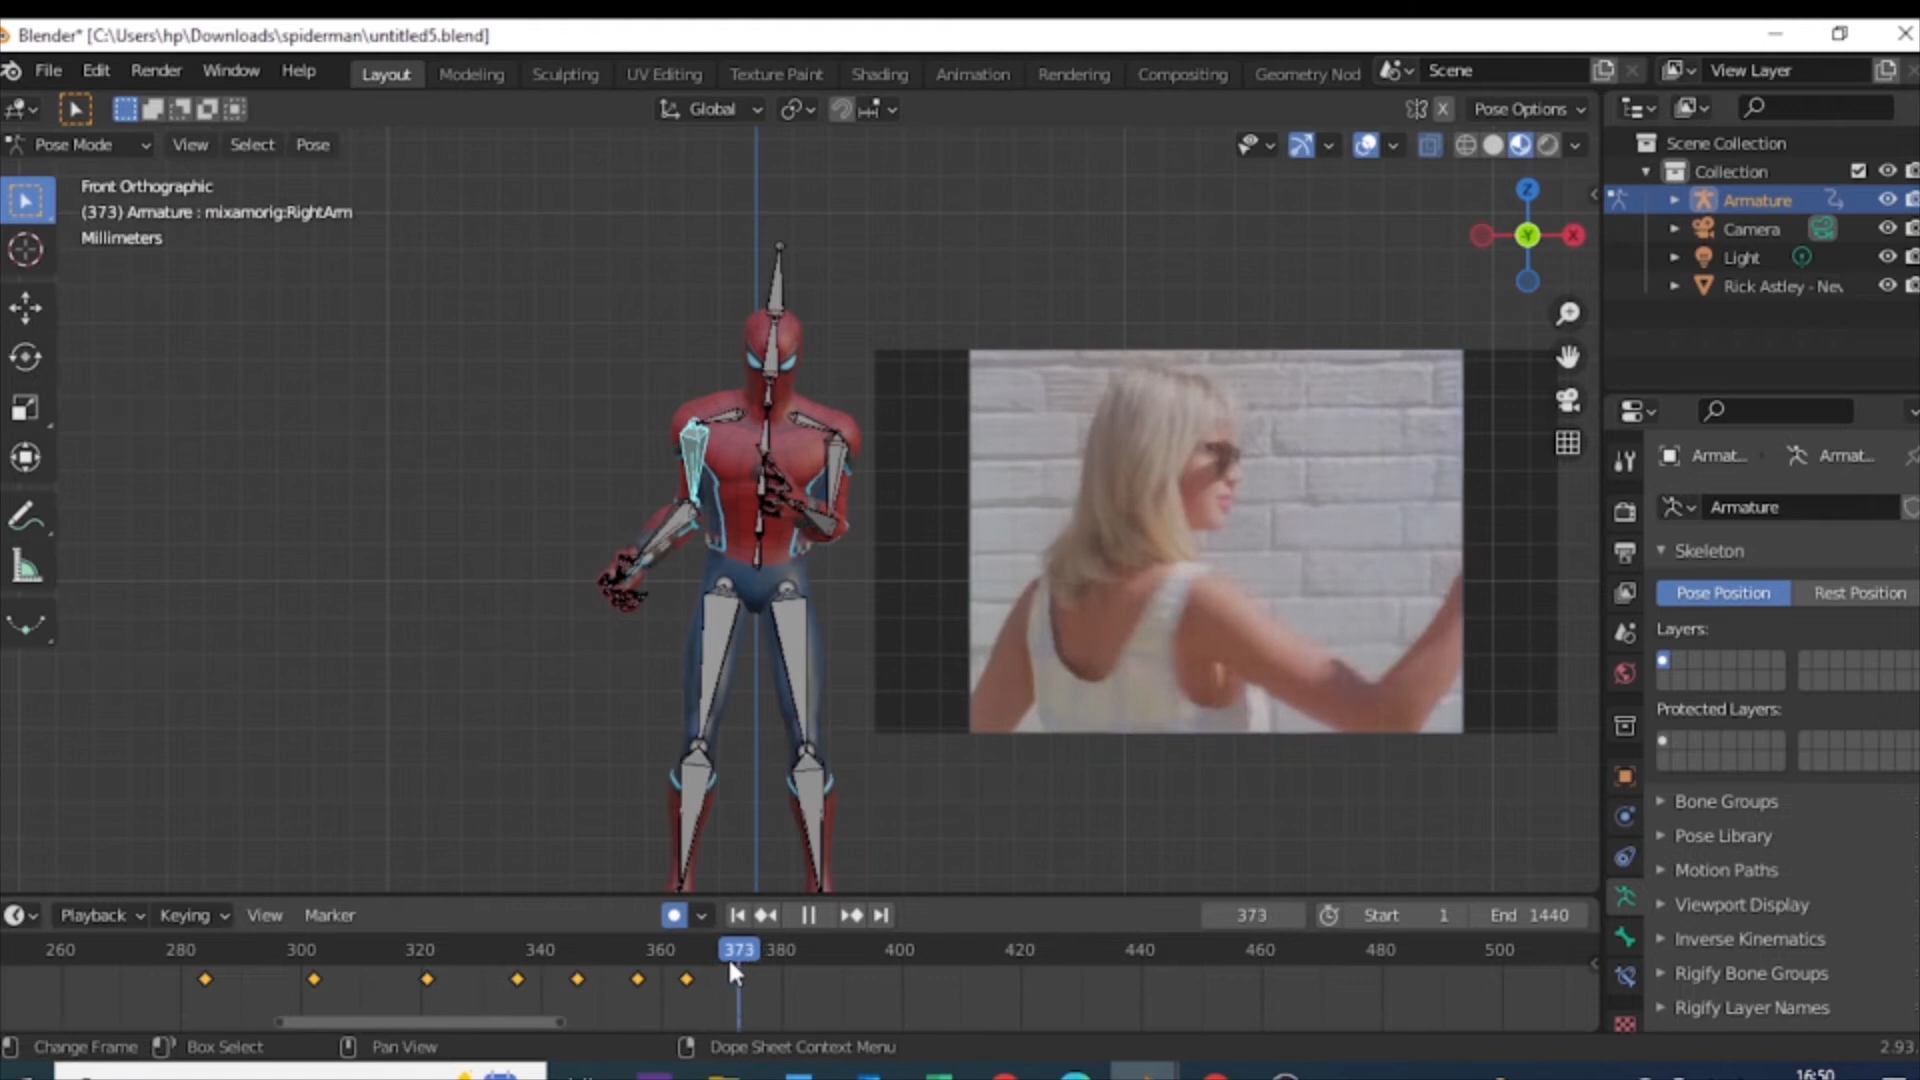 Blender* [C:\Users\hp\Downloads\spiderman\untitled5.blend]
File Edit Render Window Help Layout Modeling Sculpting UV Editing Texture Paint Shading Animation Rendering Compositing Geometry Nod Scene View Layer
Global X Pose Options
Pose Mode View Select Pose
Scene Collection
Collection
Front Orthographic
(373) Armature : mixamorig:RightArm
Millimeters
Z
Y X
Armature
Camera
Light
Rick Astley - Nev
Armat... Armat...
Armature
Skeleton
Pose Position Rest Position
Layers:
Protected Layers:
Bone Groups
Pose Library
Motion Paths
Viewport Display
Inverse Kinematics
Rigify Bone Groups
Rigify Layer Names
Playback Keying View Marker 373 Start 1 End 1440
260 280 300 320 340 360 373 380 400 420 440 460 480 500
Change Frame Box Select Pan View Dope Sheet Context Menu 2.93.
16:50